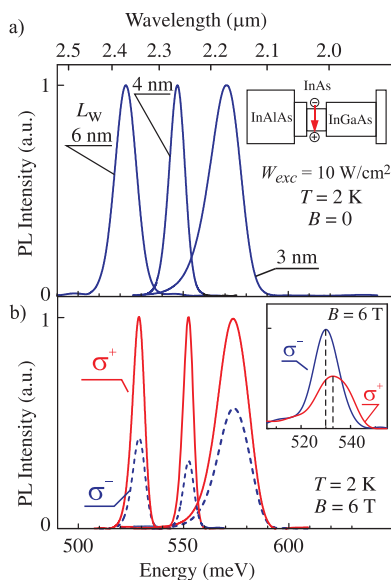 Wavelength (μm)
2.5 2.4 2.3 2.2 2.1 2.0
a)
1
PL Intensity (a.u.)
L_W
6 nm
4 nm
3 nm
InAs
InAlAs
InGaAs
⊖
⊕
W_exc = 10 W/cm²
T = 2 K
B = 0
0
b)
1
PL Intensity (a.u.)
σ⁺
σ⁻
B = 6 T
σ⁻
σ⁺
520 540
T = 2 K
B = 6 T
0
500 550 600
Energy (meV)